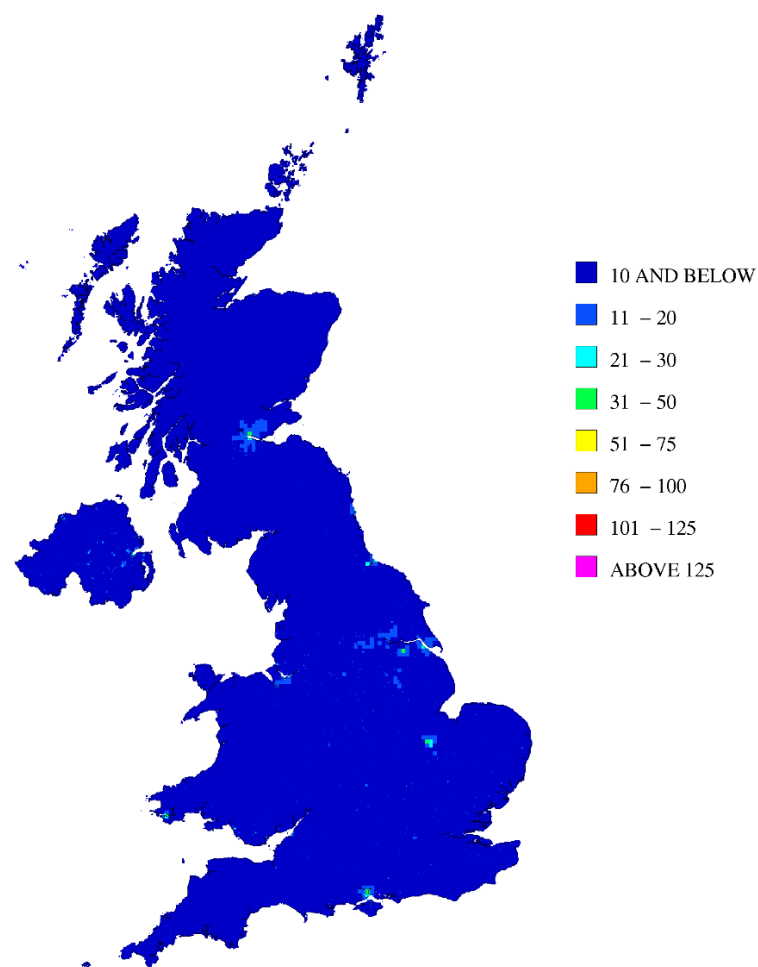 10 AND BELOW
11 – 20
21 – 30
31 – 50
51 – 75
76 – 100
101 – 125
ABOVE 125